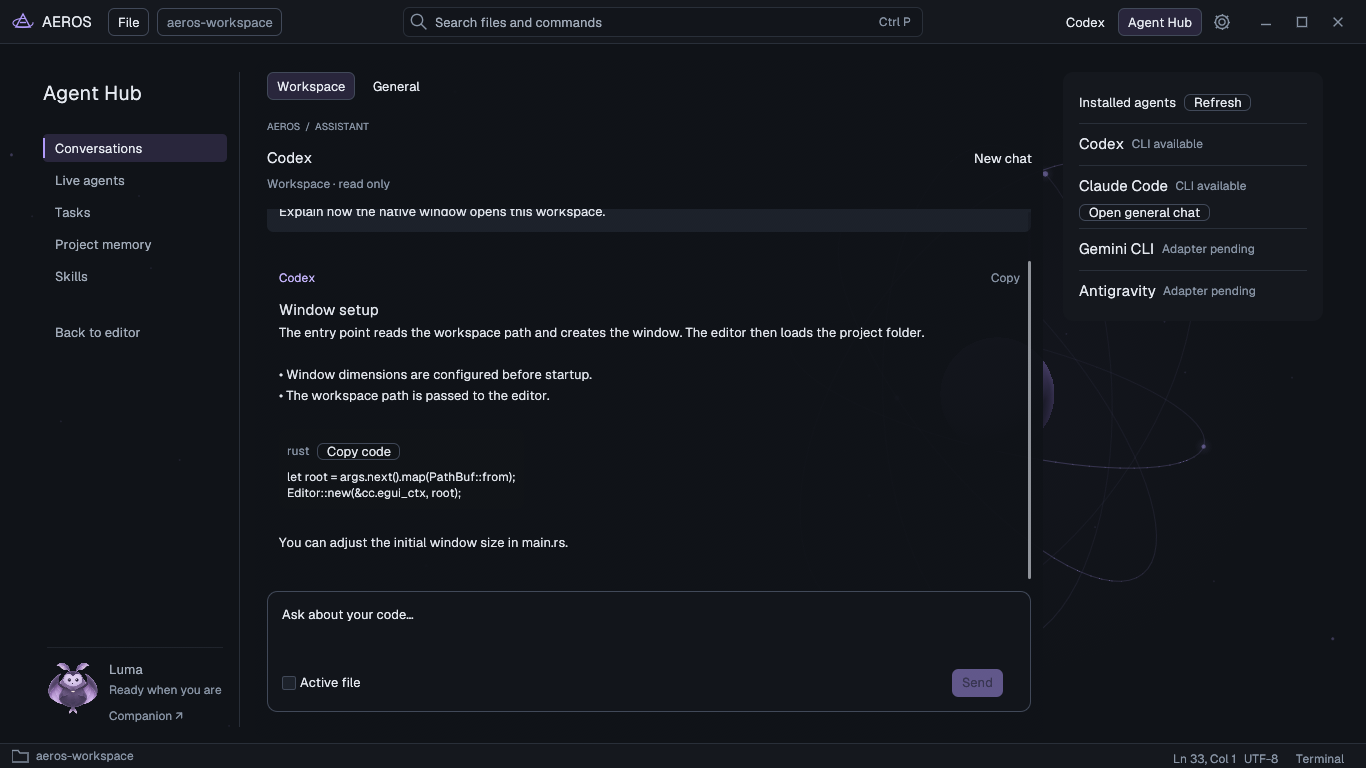 AEROS File aeros-workspace Search files and commands Ctrl P Codex Agent Hub
Agent Hub
Conversations
Live agents
Tasks
Project memory
Skills
Back to editor
Luma
Ready when you are
Companion ↗
Workspace General
AEROS / ASSISTANT
Codex New chat
Workspace · read only
Explain how the native window opens this workspace.
Codex Copy
Window setup
The entry point reads the workspace path and creates the window. The editor then loads the project folder.
• Window dimensions are configured before startup.
• The workspace path is passed to the editor.
rust Copy code
let root = args.next().map(PathBuf::from);
Editor::new(&cc.egui_ctx, root);
You can adjust the initial window size in main.rs.
Ask about your code…
Active file Send
Installed agents Refresh
Codex CLI available
Claude Code CLI available
Open general chat
Gemini CLI Adapter pending
Antigravity Adapter pending
aeros-workspace Ln 33, Col 1 UTF-8 Terminal